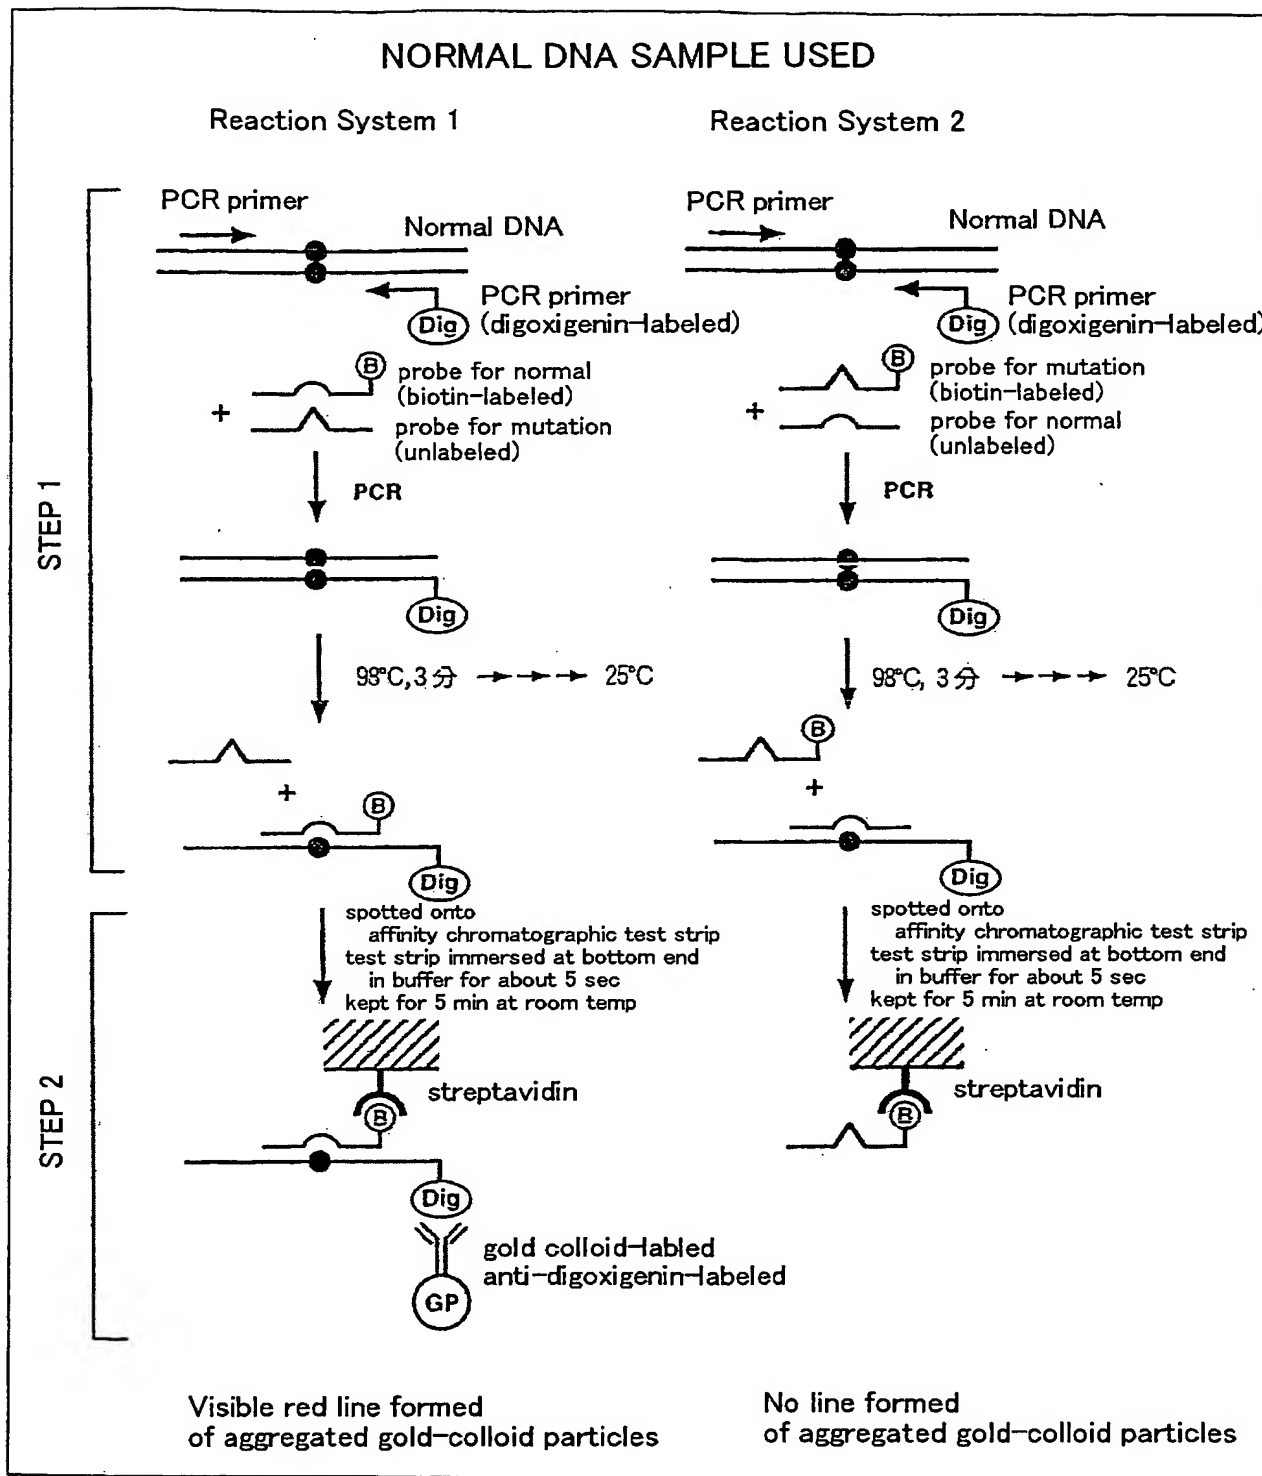 NORMAL DNA SAMPLE USED
Reaction System 1
Reaction System 2
STEP 1
PCR primer
Normal DNA
PCR primer
(digoxigenin-labeled)
Dig
B
probe for normal
(biotin-labeled)
+
probe for mutation
(unlabeled)
PCR
Dig
98°C, 3分
25°C
+
B
Dig
PCR primer
Normal DNA
PCR primer
(digoxigenin-labeled)
Dig
B
probe for mutation
(biotin-labeled)
+
probe for normal
(unlabeled)
PCR
Dig
98°C, 3分
25°C
B
+
Dig
STEP 2
spotted onto
affinity chromatographic test strip
test strip immersed at bottom end
in buffer for about 5 sec
kept for 5 min at room temp
streptavidin
B
Dig
gold colloid-labled
anti-digoxigenin-labeled
GP
Visible red line formed
of aggregated gold-colloid particles
spotted onto
affinity chromatographic test strip
test strip immersed at bottom end
in buffer for about 5 sec
kept for 5 min at room temp
streptavidin
B
No line formed
of aggregated gold-colloid particles